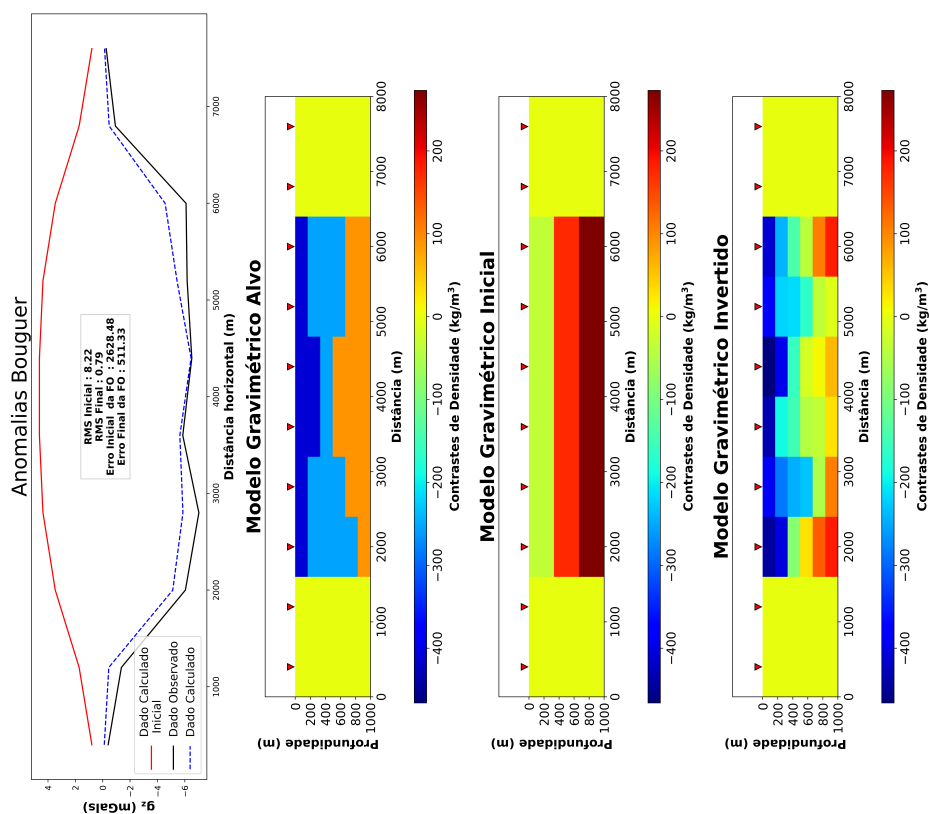 Anomalias Bouguer
4
2
0
−2
−4
−6
g_z (mGals)
RMS Inicial : 8.22
RMS Final : 0.79
Erro Inicial da FO : 2628.48
Erro Final da FO : 511.33
Dado Calculado
Inicial
Dado Observado
Dado Calculado
1000 2000 3000 4000 5000 6000 7000
Distância horizontal (m)
Modelo Gravimétrico Alvo
0
200
400
600
800
1000
Profundidade (m)
0 1000 2000 3000 4000 5000 6000 7000 8000
Distância (m)
−400 −300 −200 −100 0 100 200
Contrastes de Densidade (kg/m³)
Modelo Gravimétrico Inicial
0
200
400
600
800
1000
Profundidade (m)
0 1000 2000 3000 4000 5000 6000 7000 8000
Distância (m)
−400 −300 −200 −100 0 100 200
Contrastes de Densidade (kg/m³)
Modelo Gravimétrico Invertido
0
200
400
600
800
1000
Profundidade (m)
0 1000 2000 3000 4000 5000 6000 7000 8000
Distância (m)
−400 −300 −200 −100 0 100 200
Contrastes de Densidade (kg/m³)